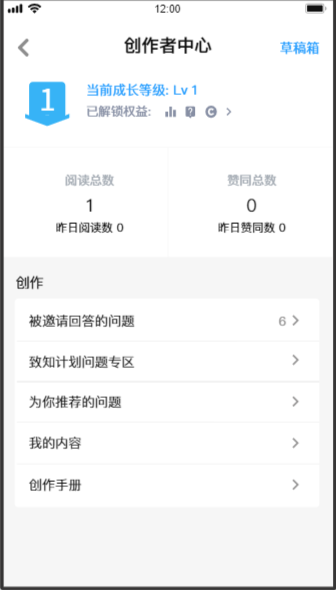 12:00
创作者中心
草稿箱
1
当前成长等级: Lv 1
已解锁权益:
阅读总数
赞同总数
1
0
昨日阅读数 0
昨日赞同数 0
创作
被邀请回答的问题 6
致知计划问题专区
为你推荐的问题
我的内容
创作手册